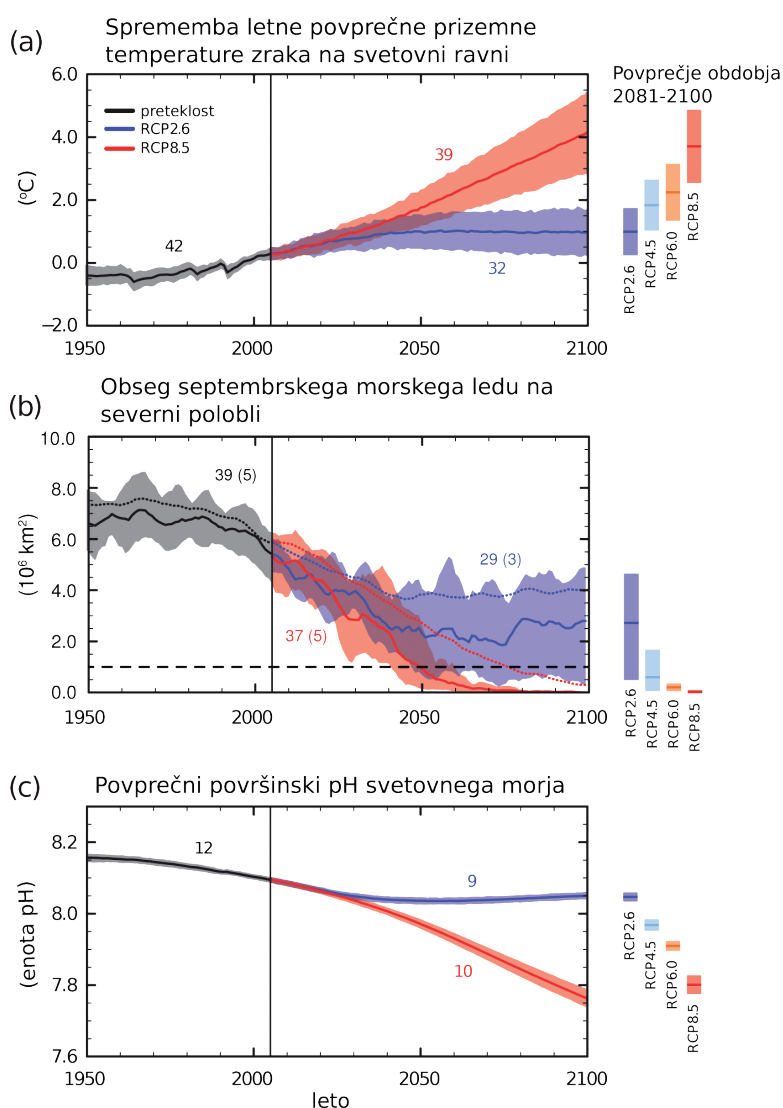 (a)
Sprememba letne povprečne prizemne
temperature zraka na svetovni ravni
Povprečje obdobja
2081-2100
6.0
4.0
2.0
0.0
−2.0
(°C)
preteklost
RCP2.6
RCP8.5
42
39
32
1950
2000
2050
2100
RCP2.6
RCP4.5
RCP6.0
RCP8.5
(b)
Obseg septembrskega morskega ledu na
severni polobli
10.0
8.0
6.0
4.0
2.0
0.0
(10⁶ km²)
39 (5)
29 (3)
37 (5)
1950
2000
2050
2100
RCP2.6
RCP4.5
RCP6.0
RCP8.5
(c)
Povprečni površinski pH svetovnega morja
8.2
8.0
7.8
7.6
(enota pH)
12
9
10
1950
2000
2050
2100
leto
RCP2.6
RCP4.5
RCP6.0
RCP8.5